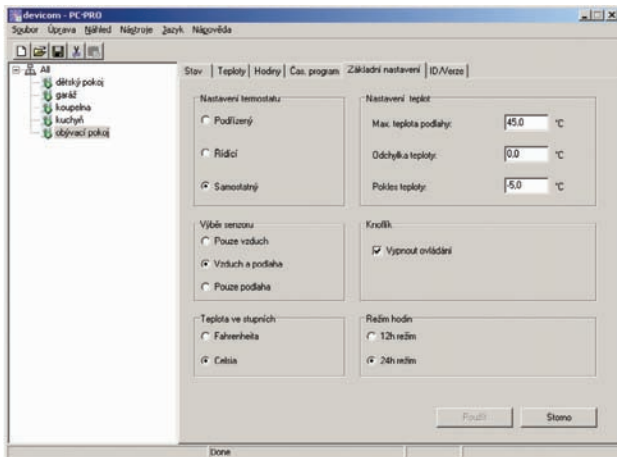 devicom - PC-PRO
Soubor Úprava Náhled Nástroje Jazyk Nápověda
All
dětský pokoj
garáž
koupelna
kuchyň
obývací pokoj
Stav Teploty Hodiny Čas. program Základní nastavení ID/Verze
Nastavení termostatu
Podřízený
Řídící
Samostatný
Nastavení teplot
Max. teplota podlahy: 45.0 °C
Odchylka teploty: 0.0 °C
Pokles teploty: -5.0 °C
Výběr senzoru
Pouze vzduch
Vzduch a podlaha
Pouze podlaha
Knoflík
Vypnout ovládání
Teplota ve stupních
Fahrenheita
Celsia
Režim hodin
12h režim
24h režim
Použít Storno
Done